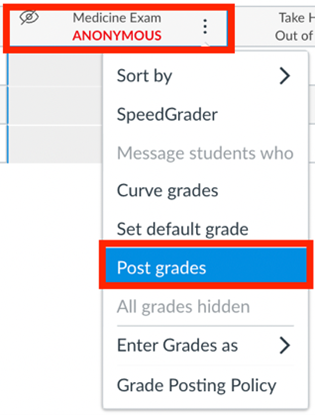 Medicine Exam
ANONYMOUS
Take H
Out of
Sort by
SpeedGrader
Message students who
Curve grades
Set default grade
Post grades
All grades hidden
Enter Grades as
Grade Posting Policy